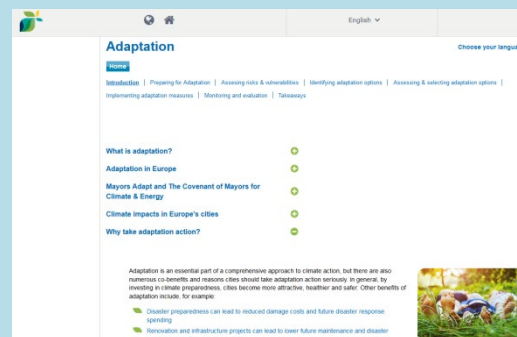 English
Adaptation
Choose your langua
Home
Introduction | Preparing for Adaptation | Assessing risks & vulnerabilities | Identifying adaptation options | Assessing & selecting adaptation options |
Implementing adaptation measures | Monitoring and evaluation | Takeaways
What is adaptation?
Adaptation in Europe
Mayors Adapt and The Covenant of Mayors for
Climate & Energy
Climate impacts in Europe's cities
Why take adaptation action?
Adaptation is an essential part of a comprehensive approach to climate action, but there are also
numerous co-benefits and reasons cities should take adaptation action seriously. In general, by
investing in climate preparedness, cities become more attractive, healthier and safer. Other benefits of
adaptation include, for example
Disaster preparedness can lead to reduced damage costs and future disaster response
spending
Renovation and infrastructure projects can lead to lower future maintenance and disaster